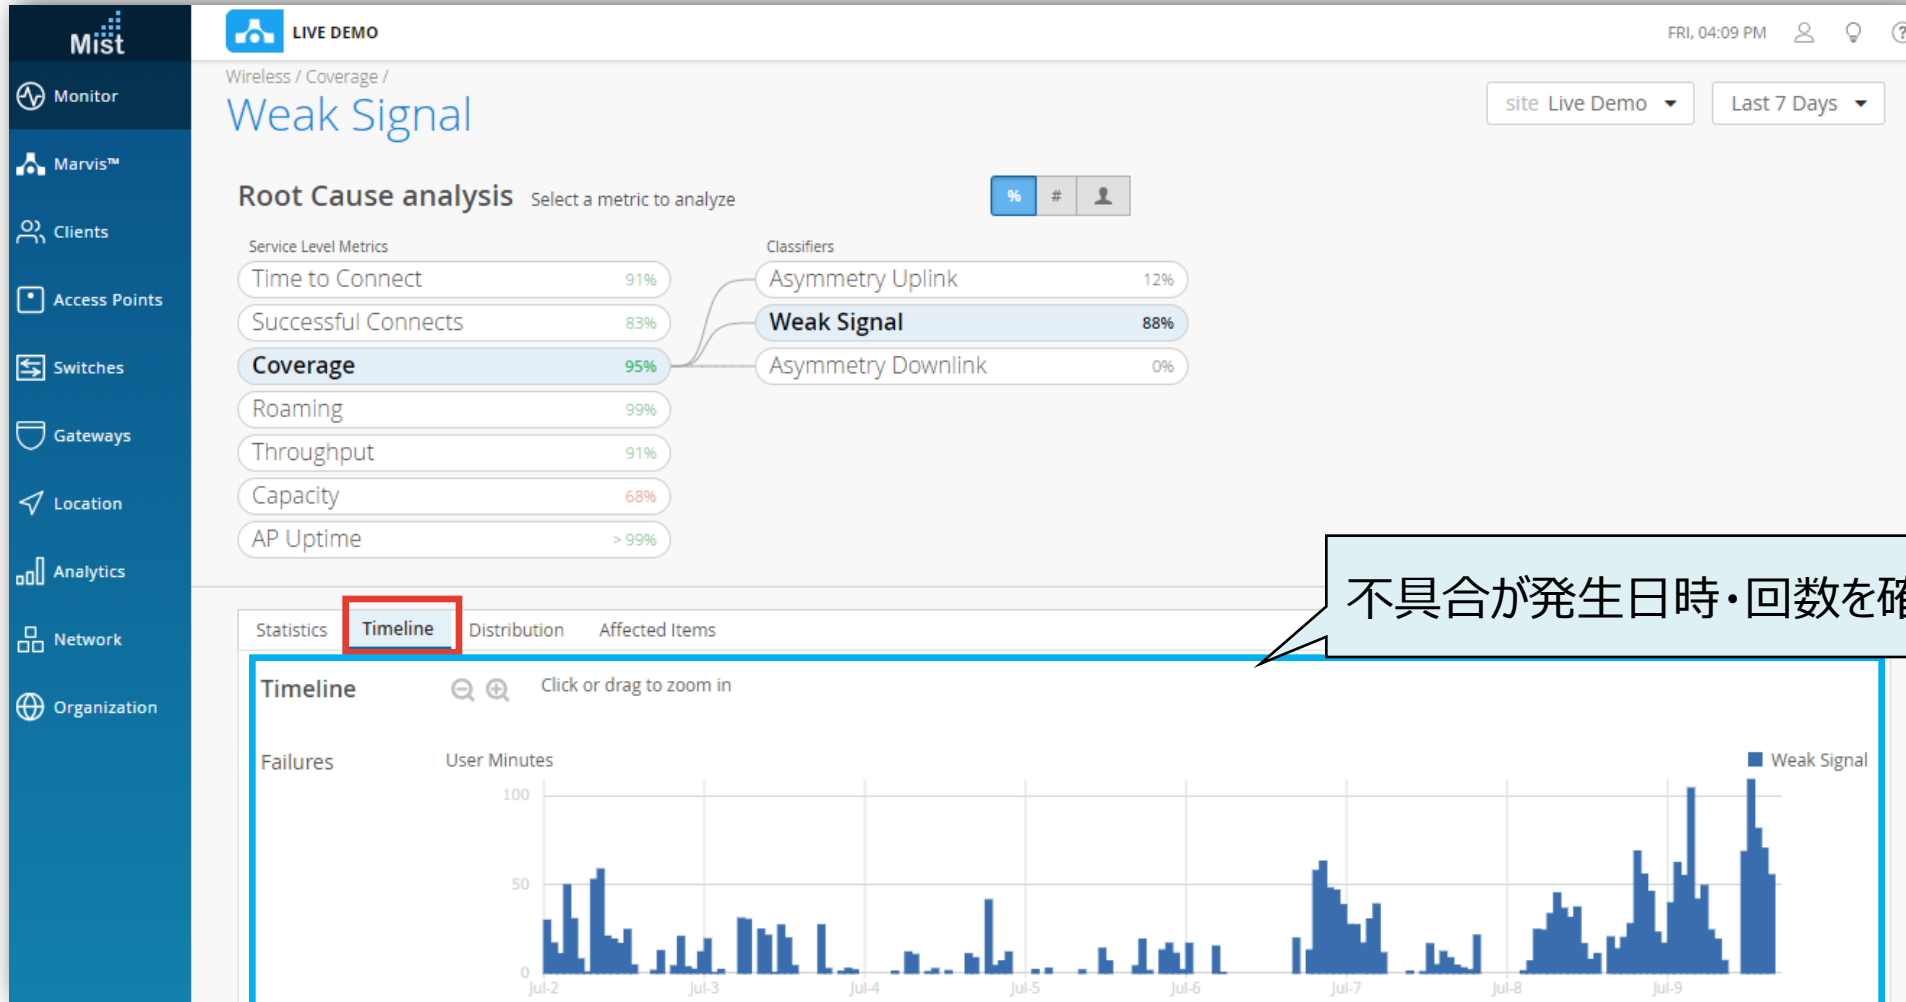 Mist
LIVE DEMO
FRI, 04:09 PM
Monitor
Marvis™
Clients
Access Points
Switches
Gateways
Location
Analytics
Network
Organization
Wireless / Coverage /
Weak Signal
site Live Demo
Last 7 Days
Root Cause analysis Select a metric to analyze
% #
Service Level Metrics
Classifiers
Time to Connect 91%
Asymmetry Uplink 12%
Successful Connects 83%
Weak Signal 88%
Coverage 95%
Asymmetry Downlink 0%
Roaming 99%
Throughput 91%
Capacity 68%
AP Uptime > 99%
不具合が発生日時・回数を確
Statistics Timeline Distribution Affected Items
Timeline Click or drag to zoom in
Failures User Minutes Weak Signal
100
50
0
Jul-2 Jul-3 Jul-4 Jul-5 Jul-6 Jul-7 Jul-8 Jul-9